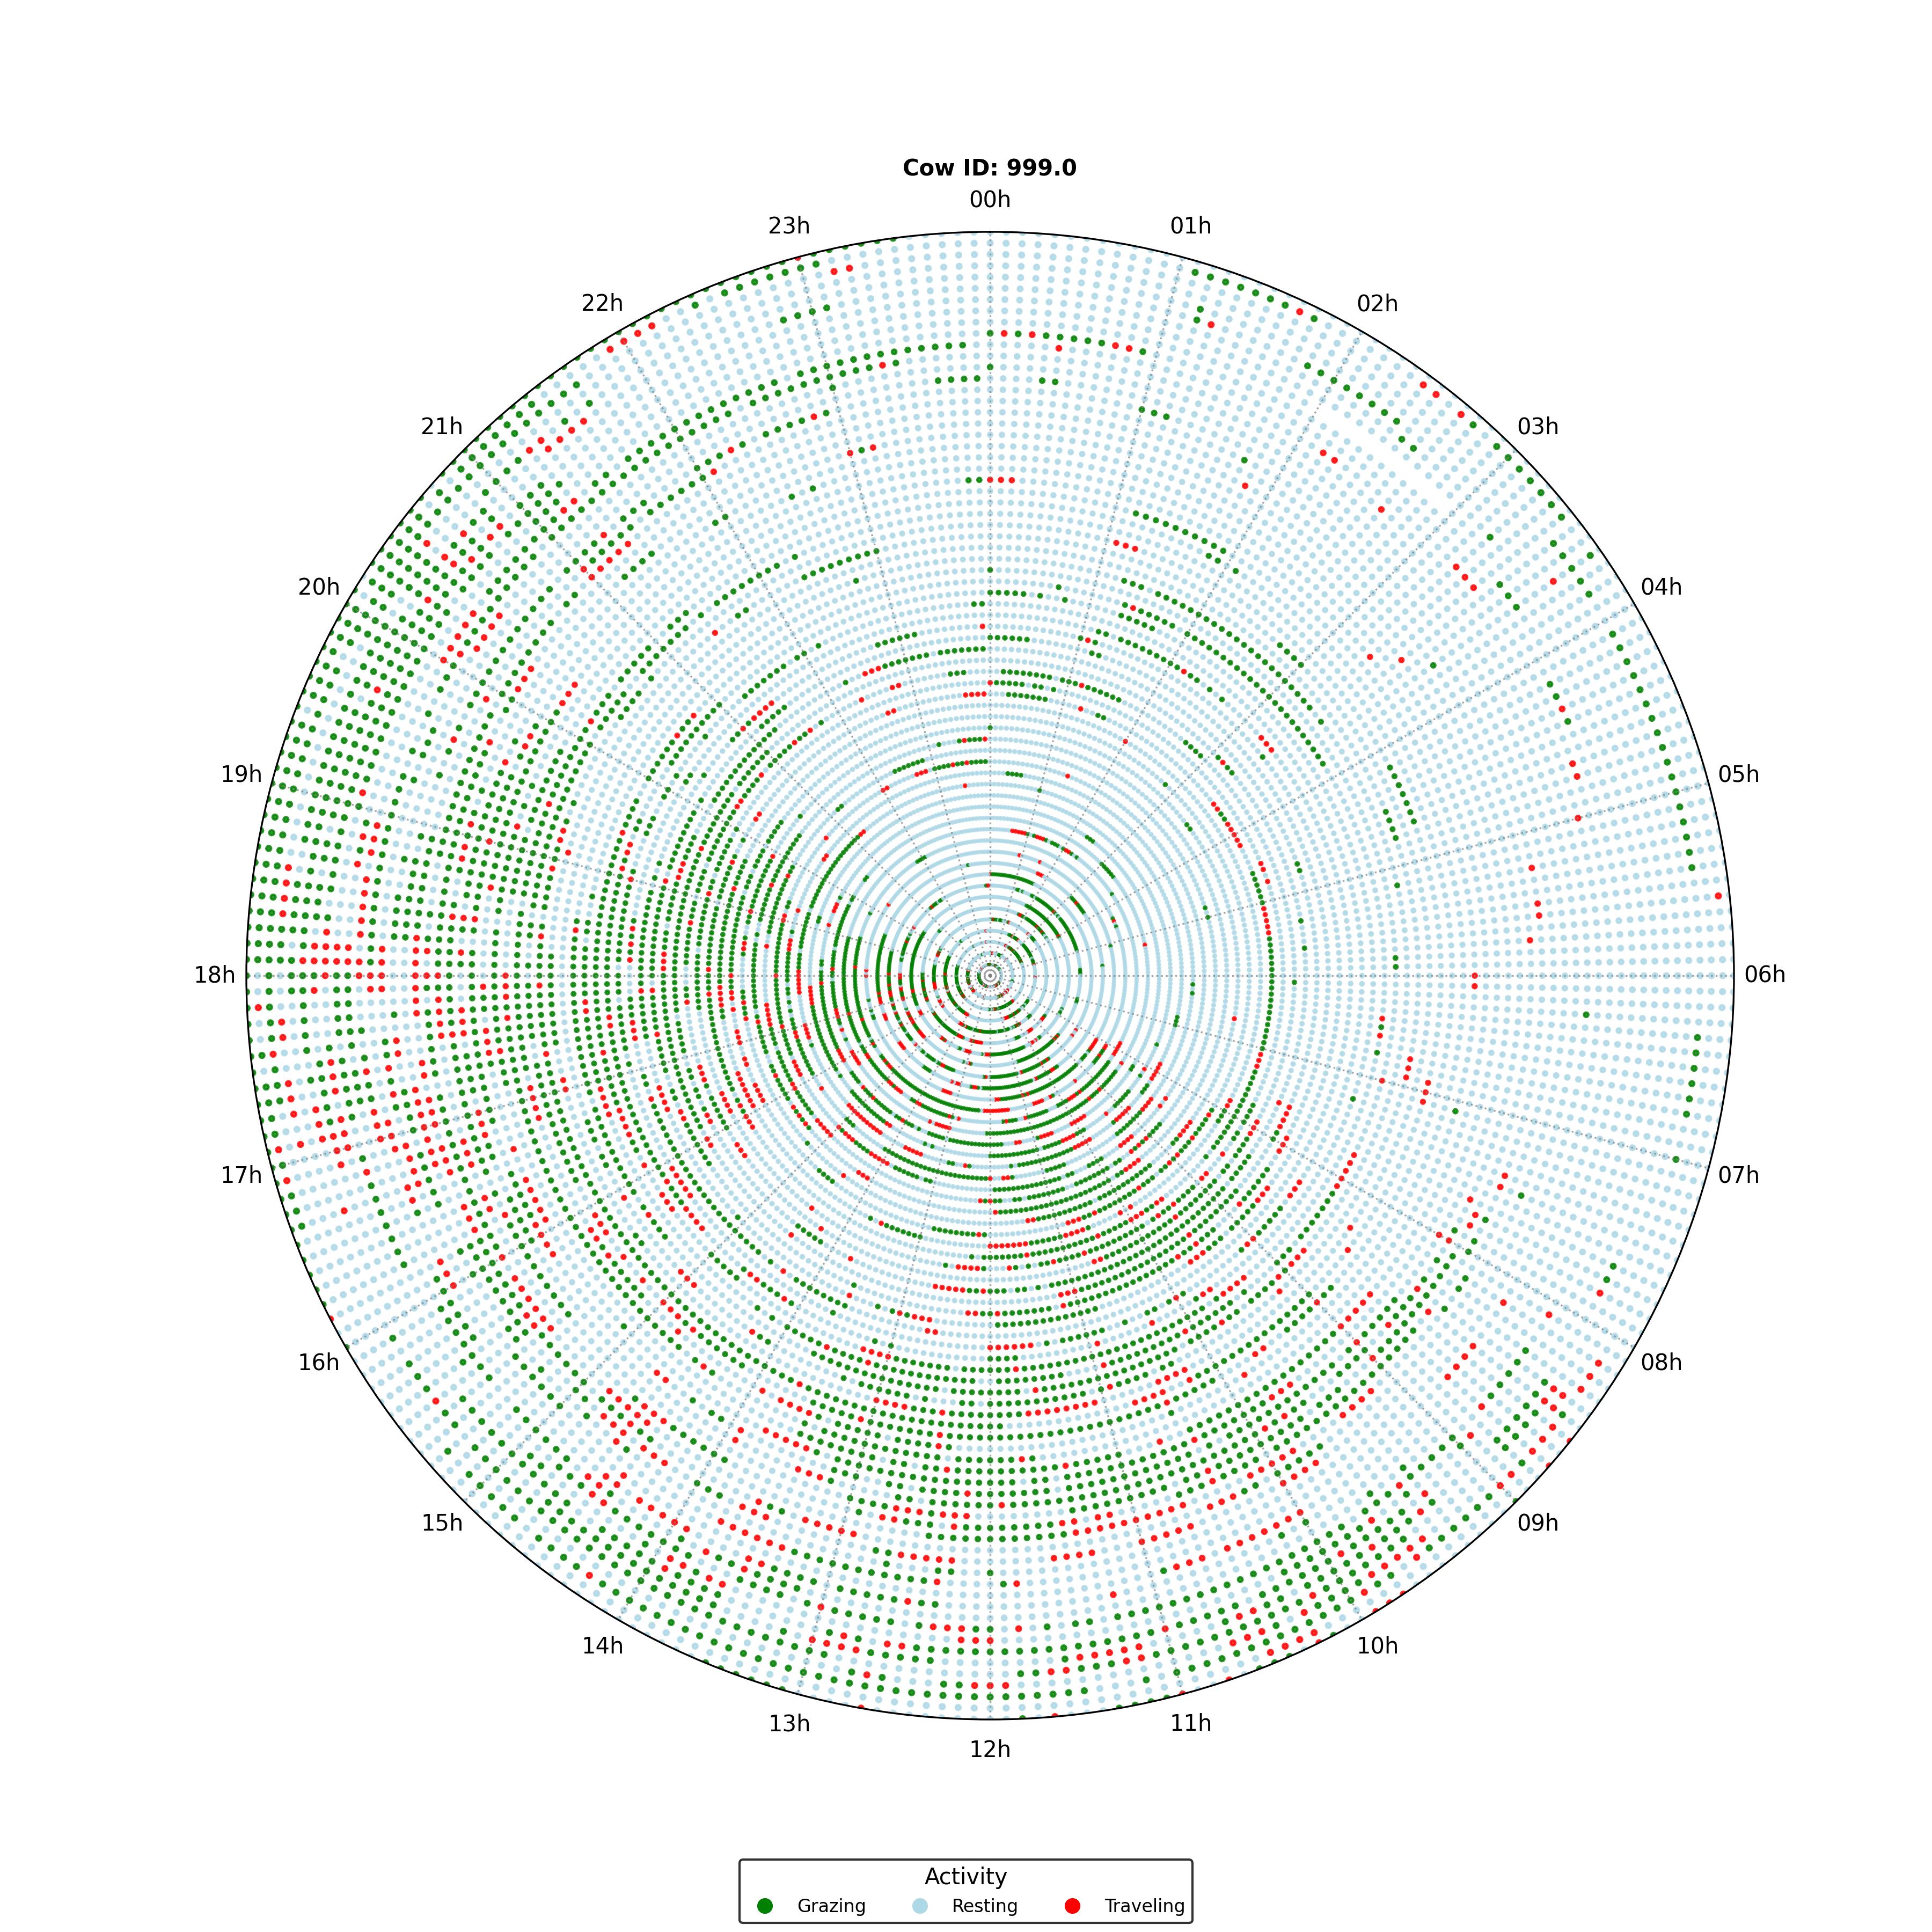 Cow ID: 999.0
00h
23h
01h
22h
02h
21h
03h
20h
04h
19h
05h
18h
06h
17h
07h
16h
08h
15h
09h
14h
10h
13h
11h
12h
Activity
Grazing Resting Traveling